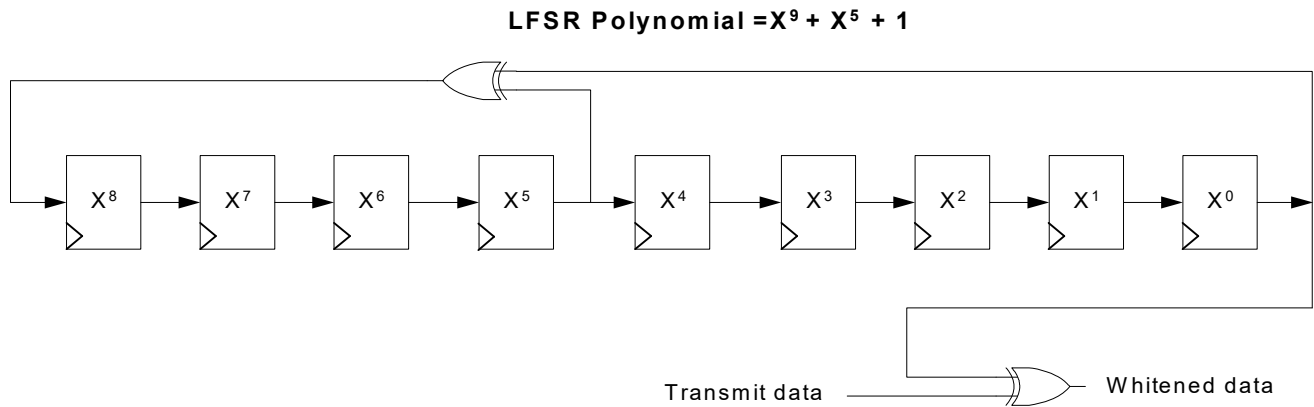 LFSR Polynomial =X⁹ + X⁵ + 1
X⁸ X⁷ X⁶ X⁵ X⁴ X³ X² X¹ X⁰
Transmit data Whitened data